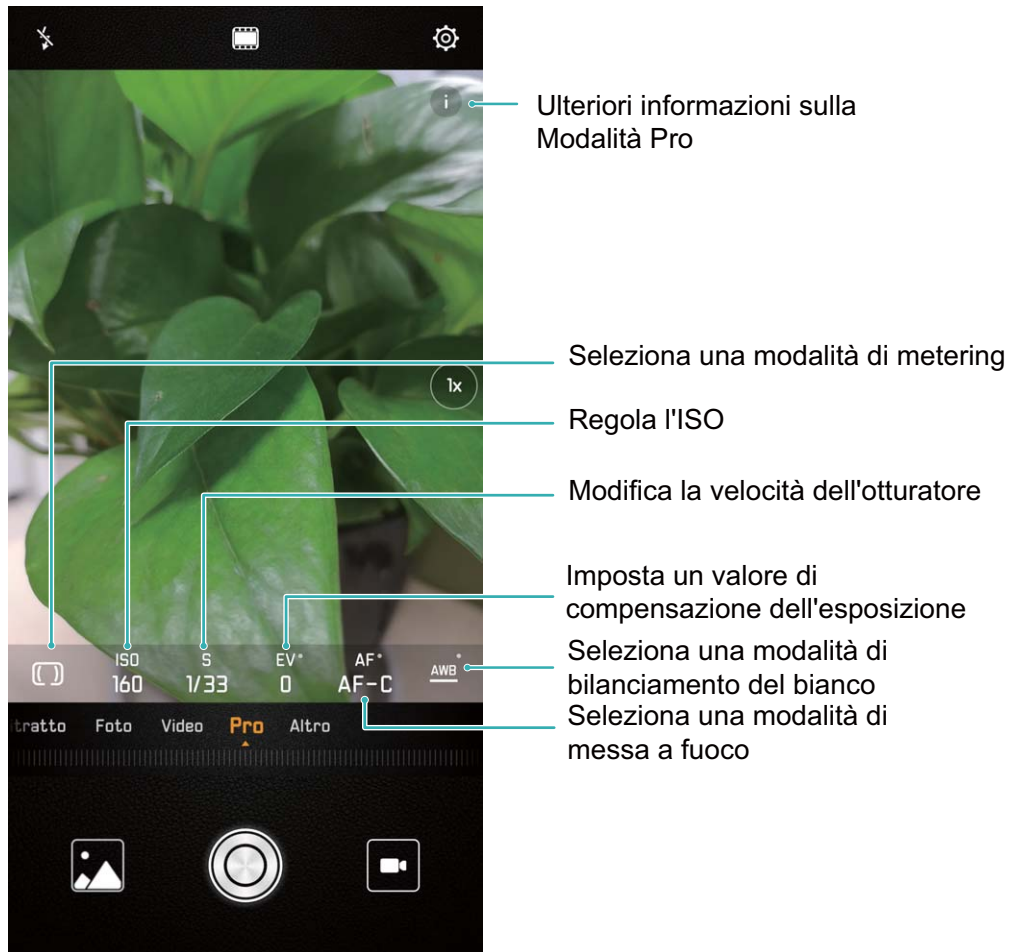 i
Ulteriori informazioni sulla
Modalità Pro
Seleziona una modalità di metering
1x
Regola l'ISO
Modifica la velocità dell'otturatore
Imposta un valore di
compensazione dell'esposizione
ISO S EV AF AWB
160 1/33 0 AF-C
Seleziona una modalità di
bilanciamento del bianco
Seleziona una modalità di
messa a fuoco
tratto Foto Video Pro Altro